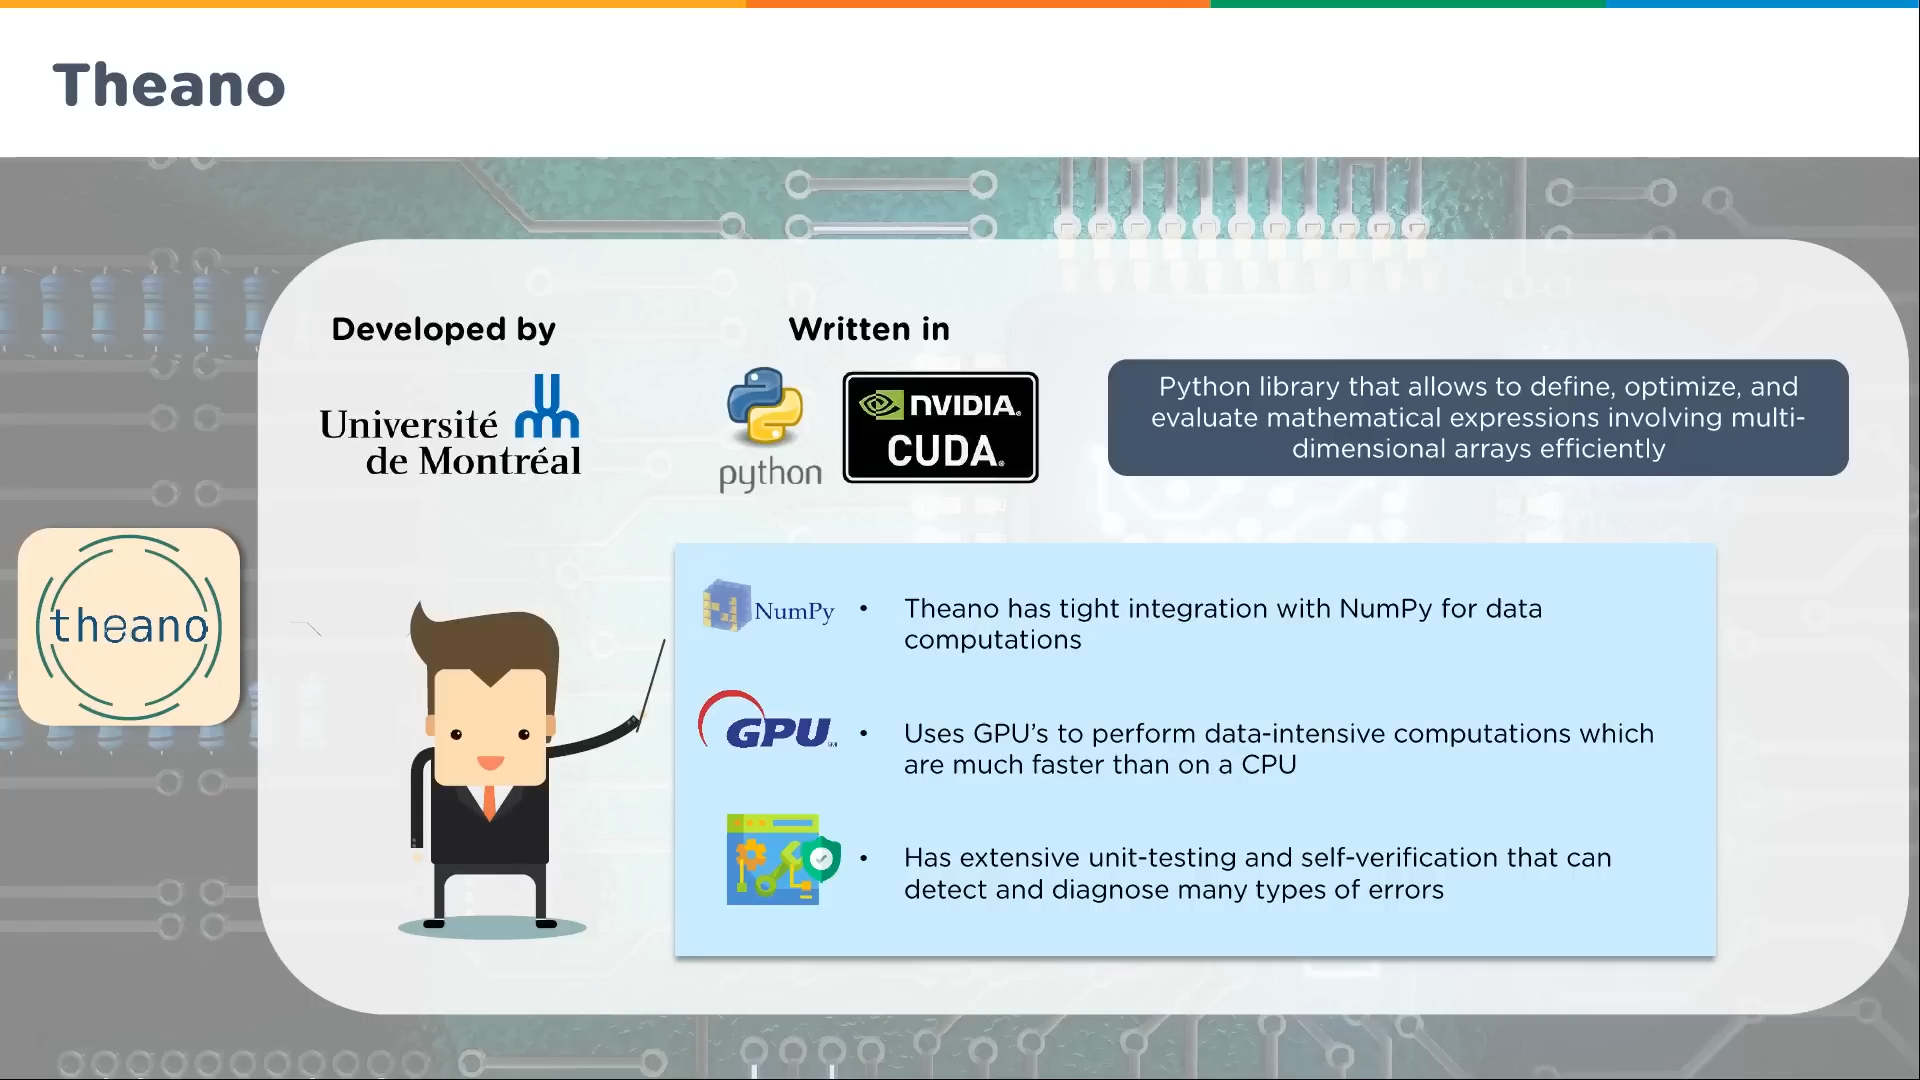 Theano
Developed by
Université
de Montréal
Written in
python
NVIDIA.
CUDA.
Python library that allows to define, optimize, and
evaluate mathematical expressions involving multi-
dimensional arrays efficiently
theano
NumPy
• Theano has tight integration with NumPy for data
computations
GPU
• Uses GPU's to perform data-intensive computations which
are much faster than on a CPU
• Has extensive unit-testing and self-verification that can
detect and diagnose many types of errors